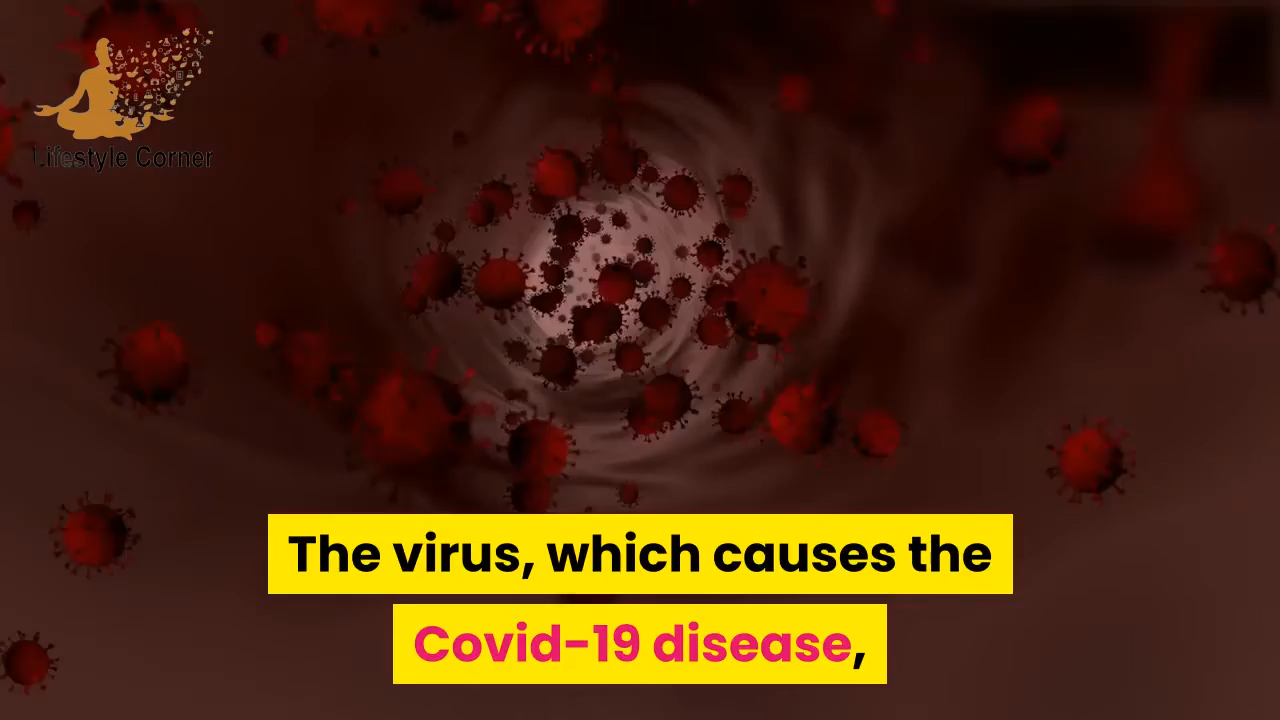 Lifestyle Corner
The virus, which causes the
Covid-19 disease,